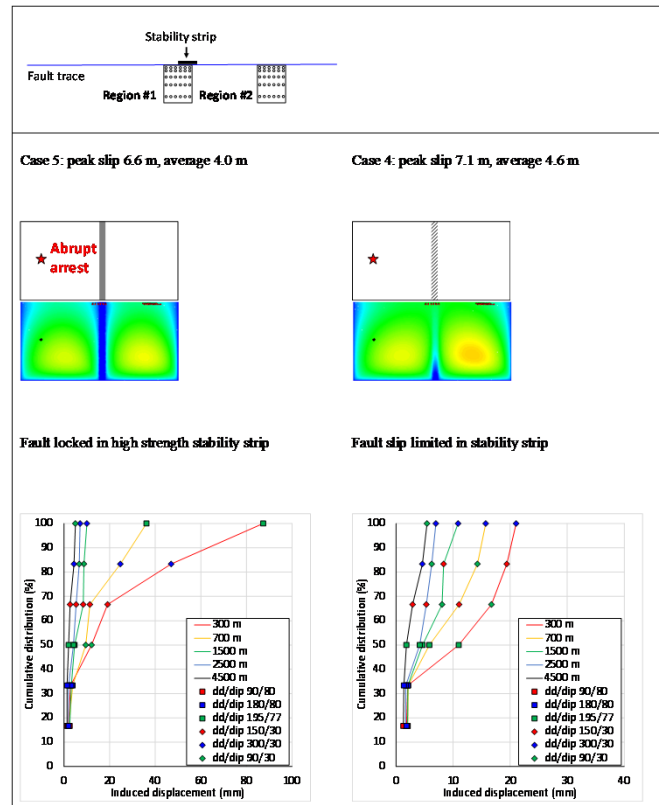 Stability strip
Fault trace
Region #1
Region #2
Case 5: peak slip 6.6 m, average 4.0 m
Case 4: peak slip 7.1 m, average 4.6 m
Abrupt
arrest
Fault locked in high strength stability strip
Fault slip limited in stability strip
Cumulative distribution (%)
100
90
80
70
60
50
40
30
20
10
0
300 m
700 m
1500 m
2500 m
4500 m
dd/dip 90/80
dd/dip 180/80
dd/dip 195/77
dd/dip 150/30
dd/dip 300/30
dd/dip 90/30
0 20 40 60 80 100
Induced displacement (mm)
Cumulative distribution (%)
100
90
80
70
60
50
40
30
20
10
0
300 m
700 m
1500 m
2500 m
4500 m
dd/dip 90/80
dd/dip 180/80
dd/dip 195/77
dd/dip 150/30
dd/dip 300/30
dd/dip 90/30
0 10 20 30 40
Induced displacement (mm)